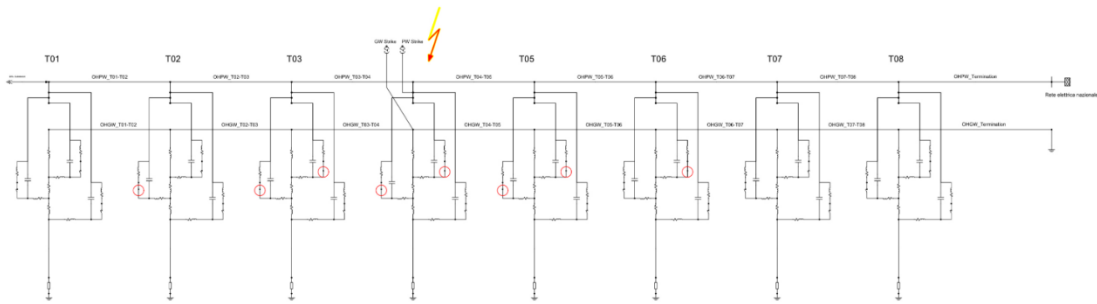 GW Strike PW Strike
T01 T02 T03 T05 T06 T07 T08
OHPW_T01-T02 OHPW_T02-T03 OHPW_T03-T04 OHPW_T04-T05 OHPW_T05-T06 OHPW_T06-T07 OHPW_T07-T08 OHPW_Termination
Rete elettrica nazionale
OHGW_T01-T02 OHGW_T02-T03 OHGW_T03-T04 OHGW_T04-T05 OHGW_T05-T06 OHGW_T06-T07 OHGW_T07-T08 OHGW_Termination